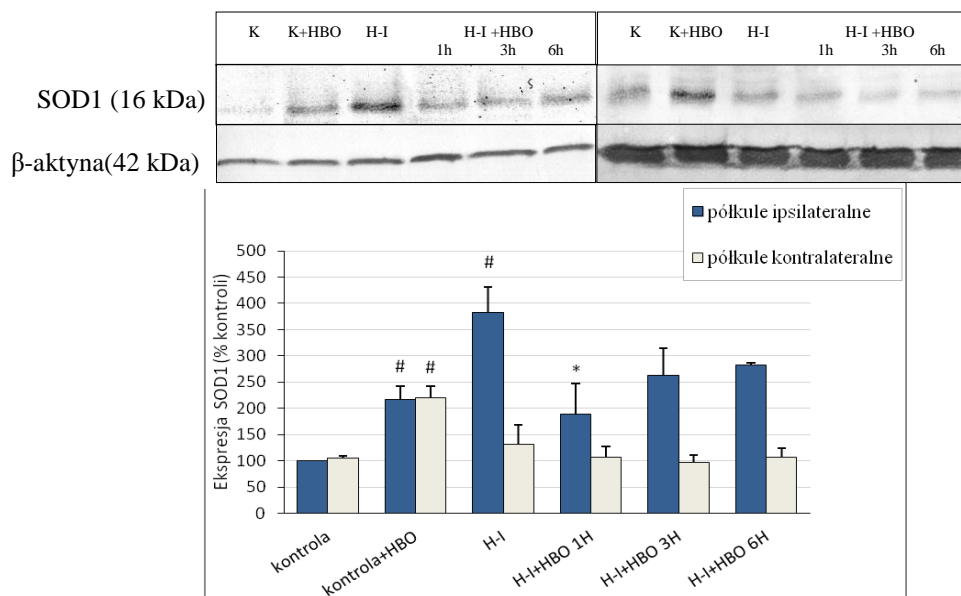 K K+HBO H-I H-I +HBO K K+HBO H-I H-I +HBO
1h 3h 6h 1h 3h 6h
SOD1 (16 kDa)
β-aktyna(42 kDa)
półkule ipsilateralne
półkule kontralateralne
Ekspresja SOD1 (% kontroli)
500
450
400
350
300
250
200
150
100
50
0
#
# #
*
kontrola kontrola+HBO H-I H-I+HBO 1H H-I+HBO 3H H-I+HBO 6H